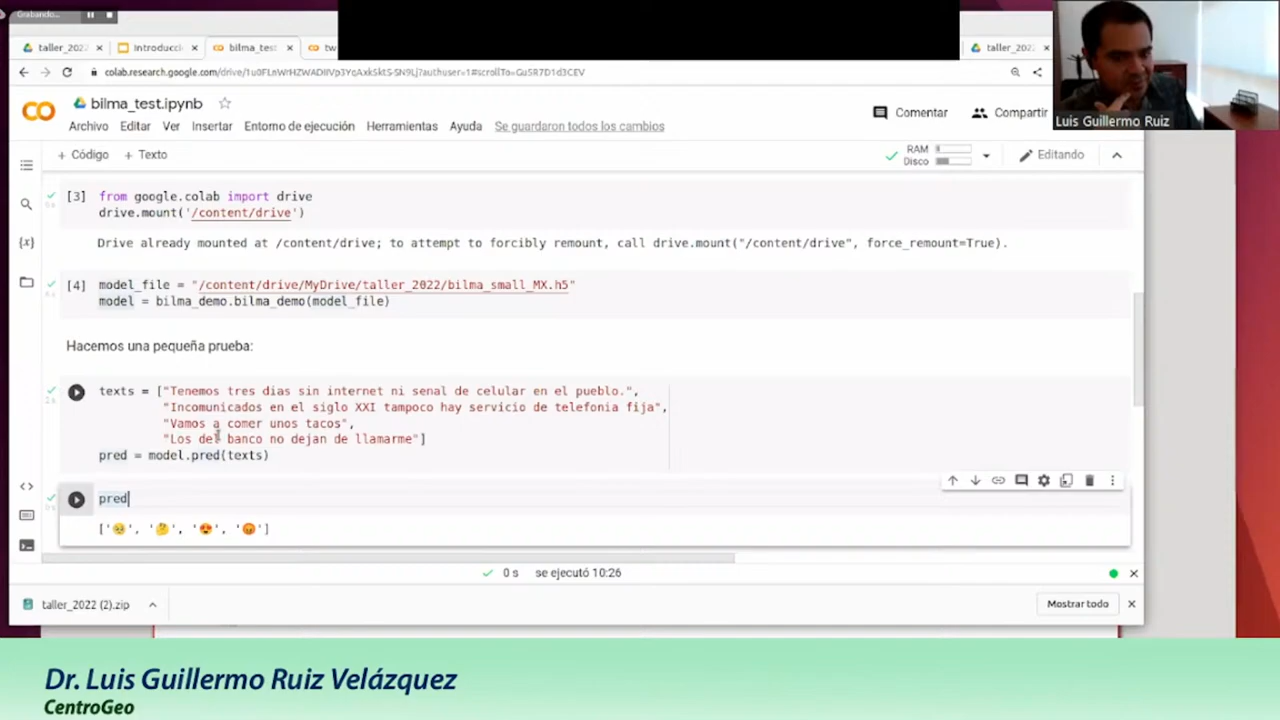 Grabando...
taller_2022
Introducci
bilma_test
tw
taller_202
colab.research.google.com/drive/
bilma_test.ipynb
Comentar
Compartir
Luis Guillermo Ruiz
Archivo Editar Ver Insertar Entorno de ejecución Herramientas Ayuda Se guardaron todos los cambios
+ Código + Texto
RAM
Disco
Editando
[3] from google.colab import drive
drive.mount('/content/drive')
Drive already mounted at /content/drive; to attempt to forcibly remount, call drive.mount("/content/drive", force_remount=True).
[4] model_file = "/content/drive/MyDrive/taller_2022/bilma_small_MX.h5"
model = bilma_demo.bilma_demo(model_file)
Hacemos una pequeña prueba:
texts = ["Tenemos tres dias sin internet ni senal de celular en el pueblo.",
"Incomunicados en el siglo XXI tampoco hay servicio de telefonia fija",
"Vamos a comer unos tacos",
"Los del banco no dejan de llamarme"]
pred = model.pred(texts)
pred
['🥺', '🤔', '😍', '😡']
0 s se ejecutó 10:26
taller_2022 (2).zip
Mostrar todo
Dr. Luis Guillermo Ruiz Velázquez
CentroGeo